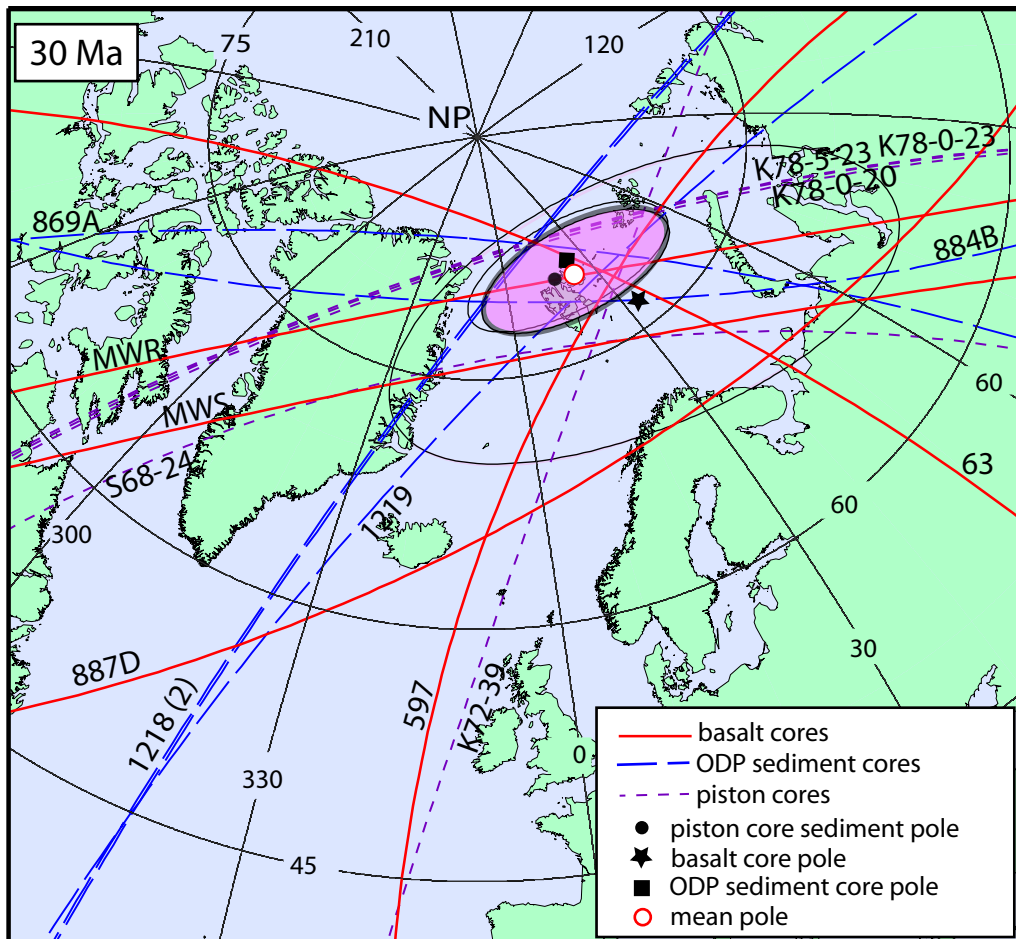 30 Ma
75
210
120
NP
K78-5-23 K78-0-23
K78-0-20
869A
884B
MWR
MWS
60
S68-24
63
1219
300
60
887D
30
597
K72-39
1218 (2)
0
330
45
basalt cores
ODP sediment cores
piston cores
piston core sediment pole
basalt core pole
ODP sediment core pole
mean pole